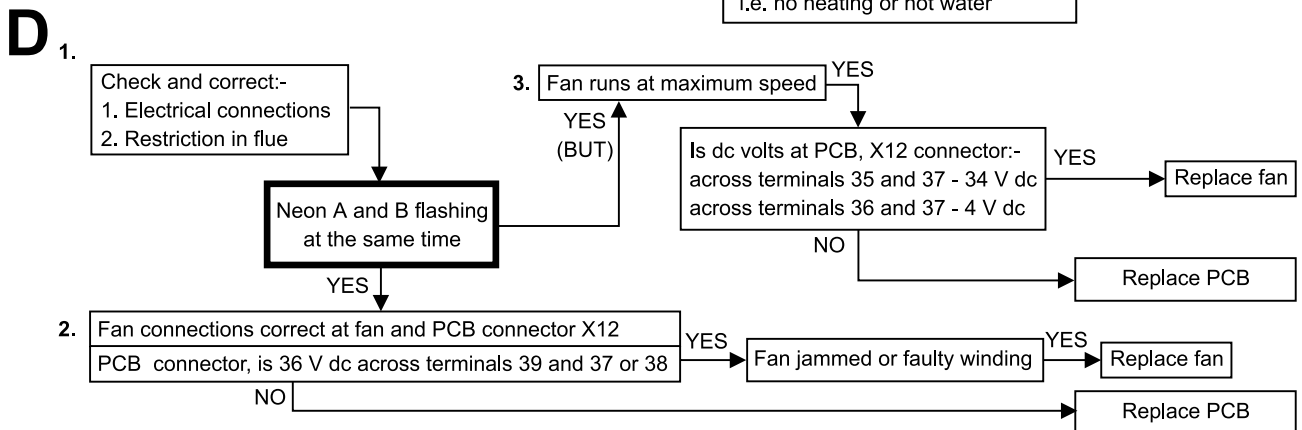 i.e. no heating or hot water
D
1.
Check and correct:-
1. Electrical connections
2. Restriction in flue
Neon A and B flashing
at the same time
YES
(BUT)
3.
Fan runs at maximum speed
YES
Is dc volts at PCB, X12 connector:-
across terminals 35 and 37 - 34 V dc
across terminals 36 and 37 - 4 V dc
YES
Replace fan
NO
Replace PCB
YES
2.
Fan connections correct at fan and PCB connector X12
PCB connector, is 36 V dc across terminals 39 and 37 or 38
YES
Fan jammed or faulty winding
YES
Replace fan
NO
Replace PCB